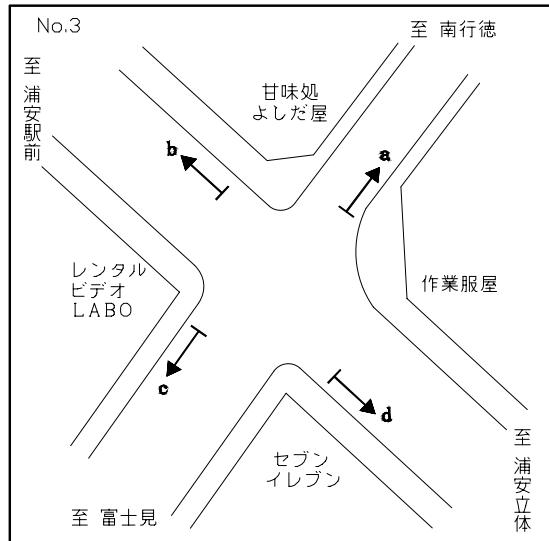 No.3
至 南行徳
至 浦安駅前
甘味処
よしだ屋
b
a
レンタル
ビデオ
LABO
作業服屋
c
d
セブン
イレブン
至 富士見
至 浦安立体